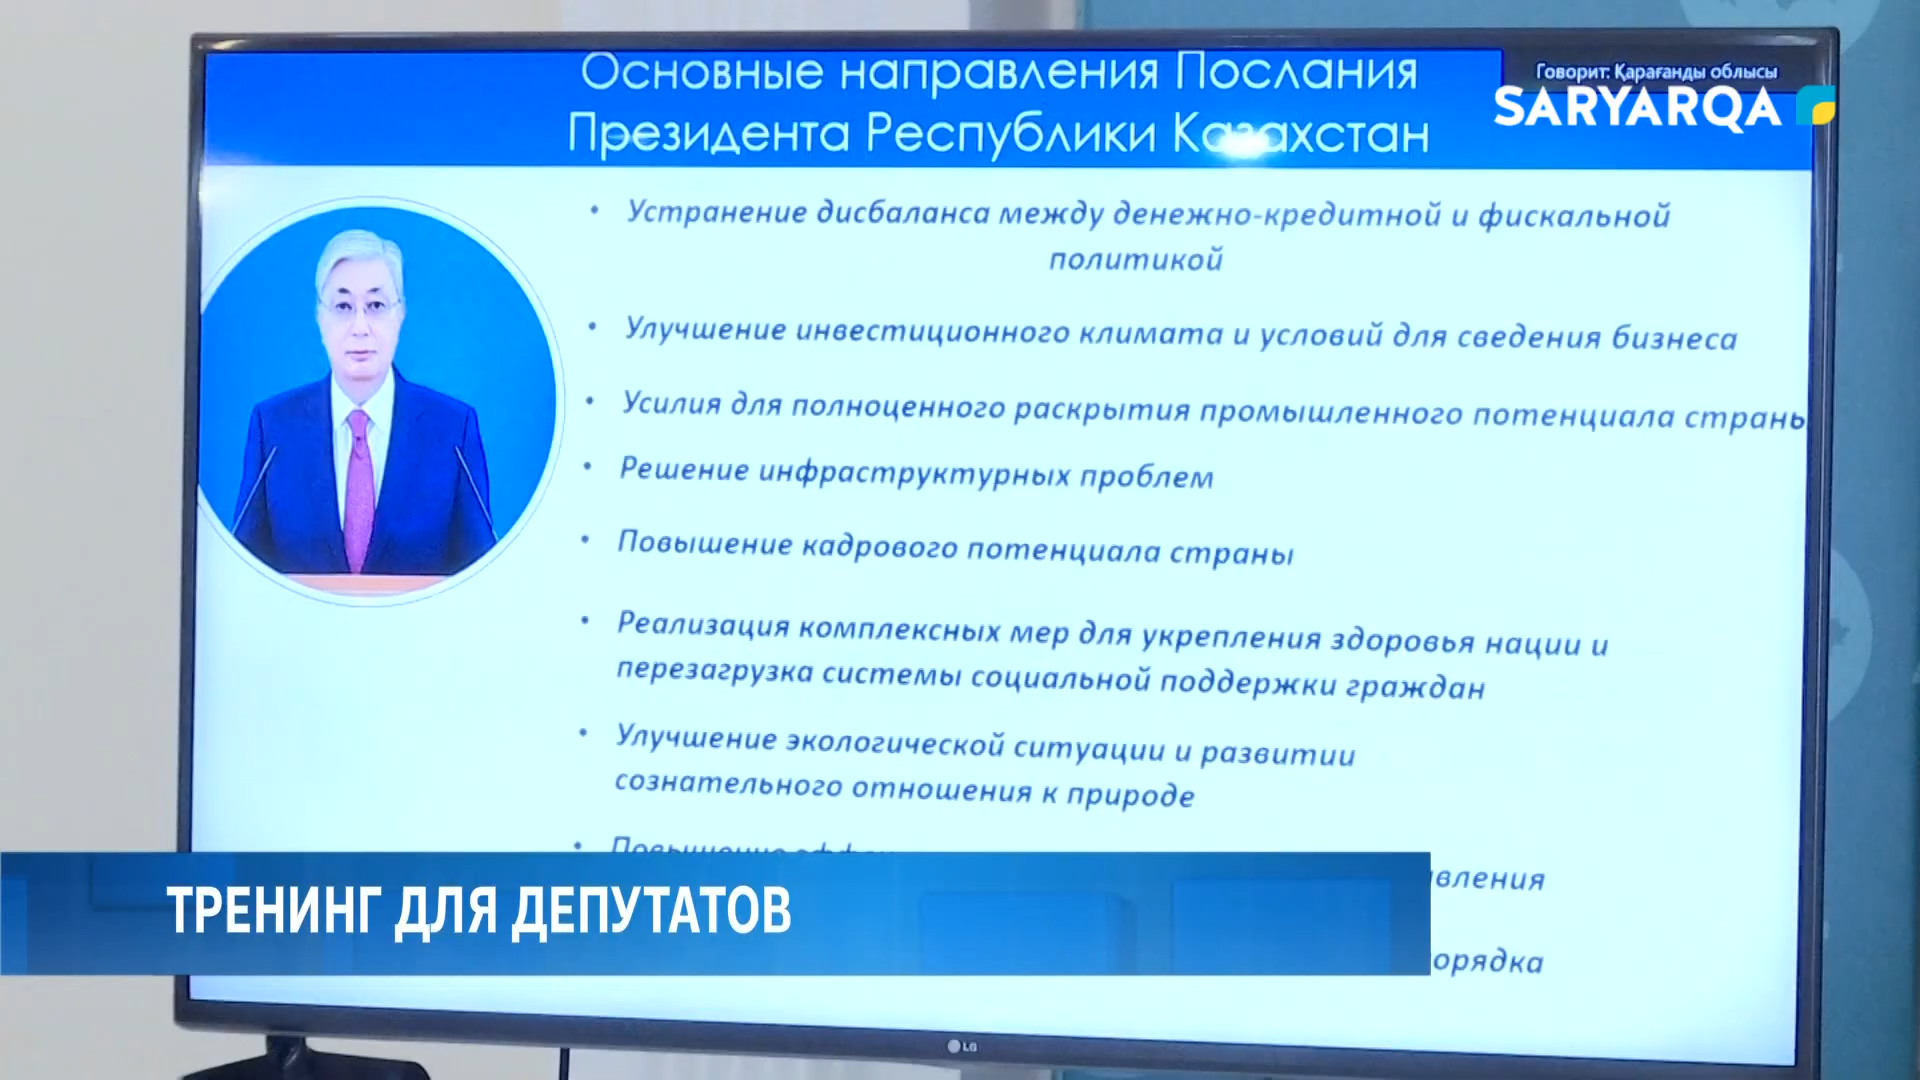 Основные направления Послания
Президента Республики Казахстан
Говорит: Қарағанды облысы
SARYARQA
• Устранение дисбаланса между денежно-кредитной и фискальной
политикой
• Улучшение инвестиционного климата и условий для сведения бизнеса
• Усилия для полноценного раскрытия промышленного потенциала страны
• Решение инфраструктурных проблем
• Повышение кадрового потенциала страны
• Реализация комплексных мер для укрепления здоровья нации и
перезагрузка системы социальной поддержки граждан
• Улучшение экологической ситуации и развитии
сознательного отношения к природе
• Повышение
ТРЕНИНГ ДЛЯ ДЕПУТАТОВ
LG